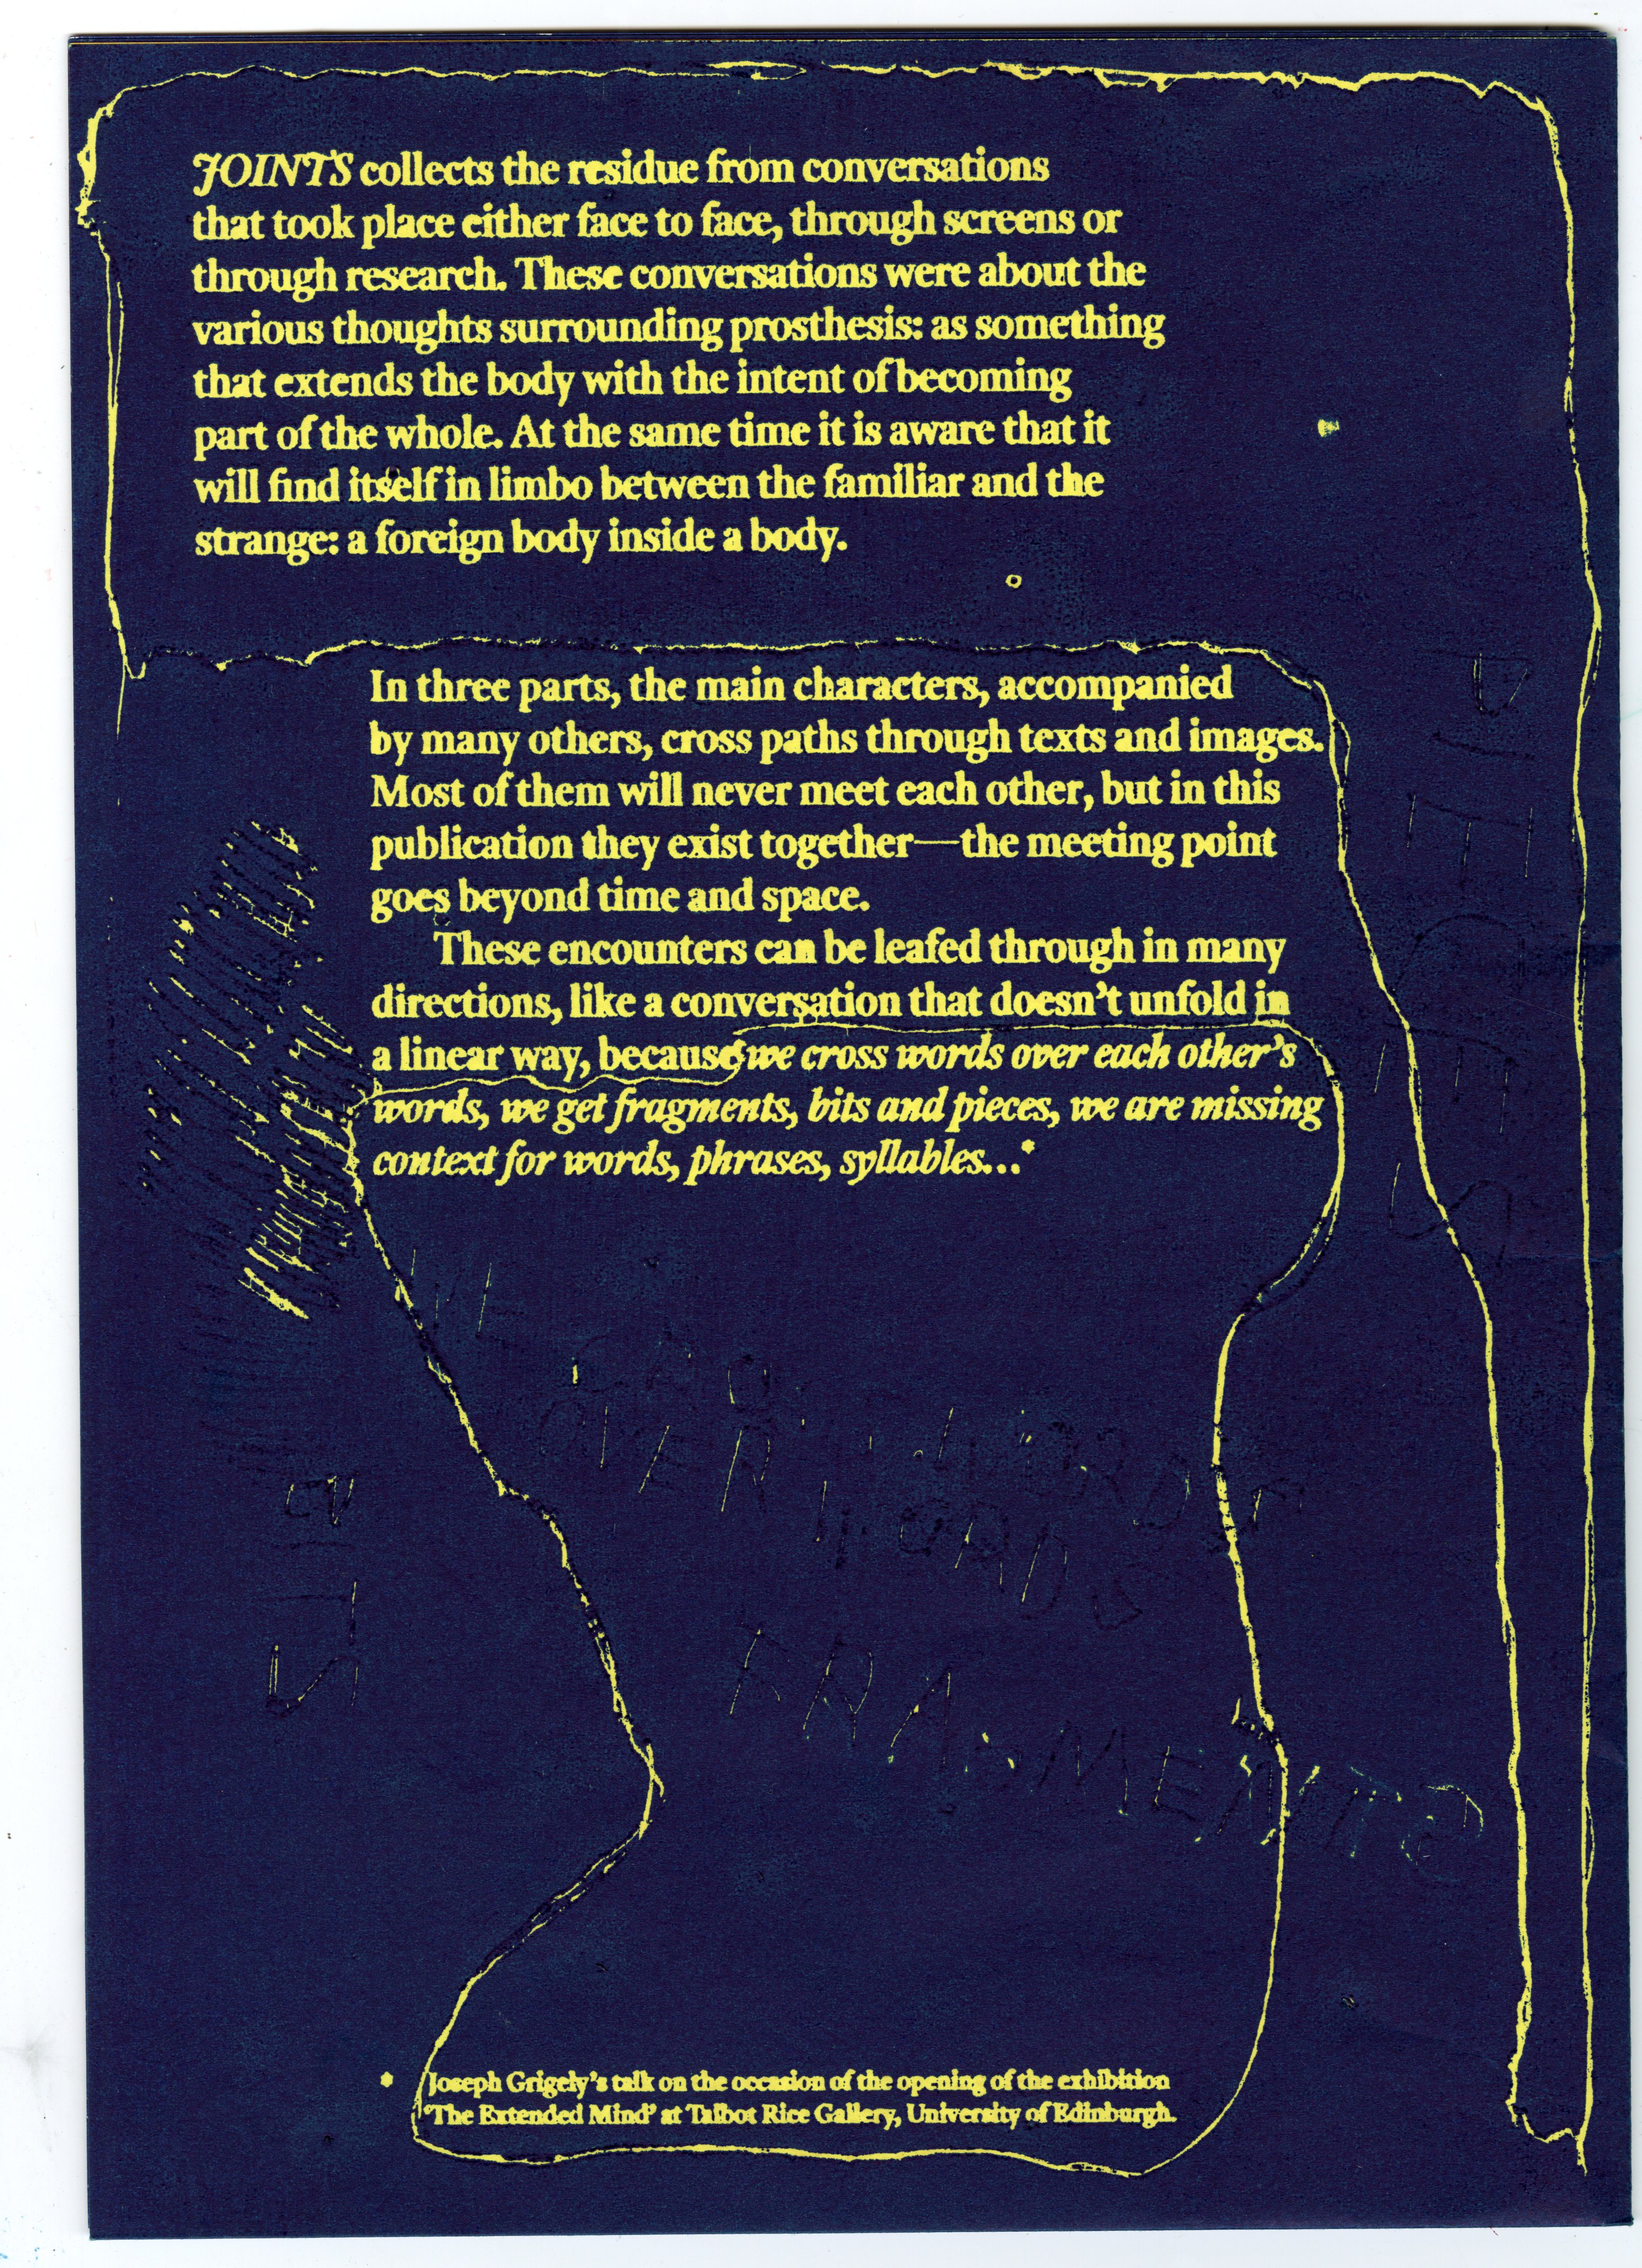 JOINTS collects the residue from conversations
that took place either face to face, through screens or
through research. These conversations were about the
various thoughts surrounding prosthesis: as something
that extends the body with the intent of becoming
part of the whole. At the same time it is aware that it
will find itself in limbo between the familiar and the
strange: a foreign body inside a body.
In three parts, the main characters, accompanied
by many others, cross paths through texts and images.
Most of them will never meet each other, but in this
publication they exist together—the meeting point
goes beyond time and space.
These encounters can be leafed through in many
directions, like a conversation that doesn't unfold in
a linear way, because we cross words over each other's
words, we get fragments, bits and pieces, we are missing
context for words, phrases, syllables...*
WE
OVER WORDS
WORDS
BITS
FRAGMENTS
* Joseph Grigely's talk on the occasion of the opening of the exhibition
'The Extended Mind' at Talbot Rice Gallery, University of Edinburgh.